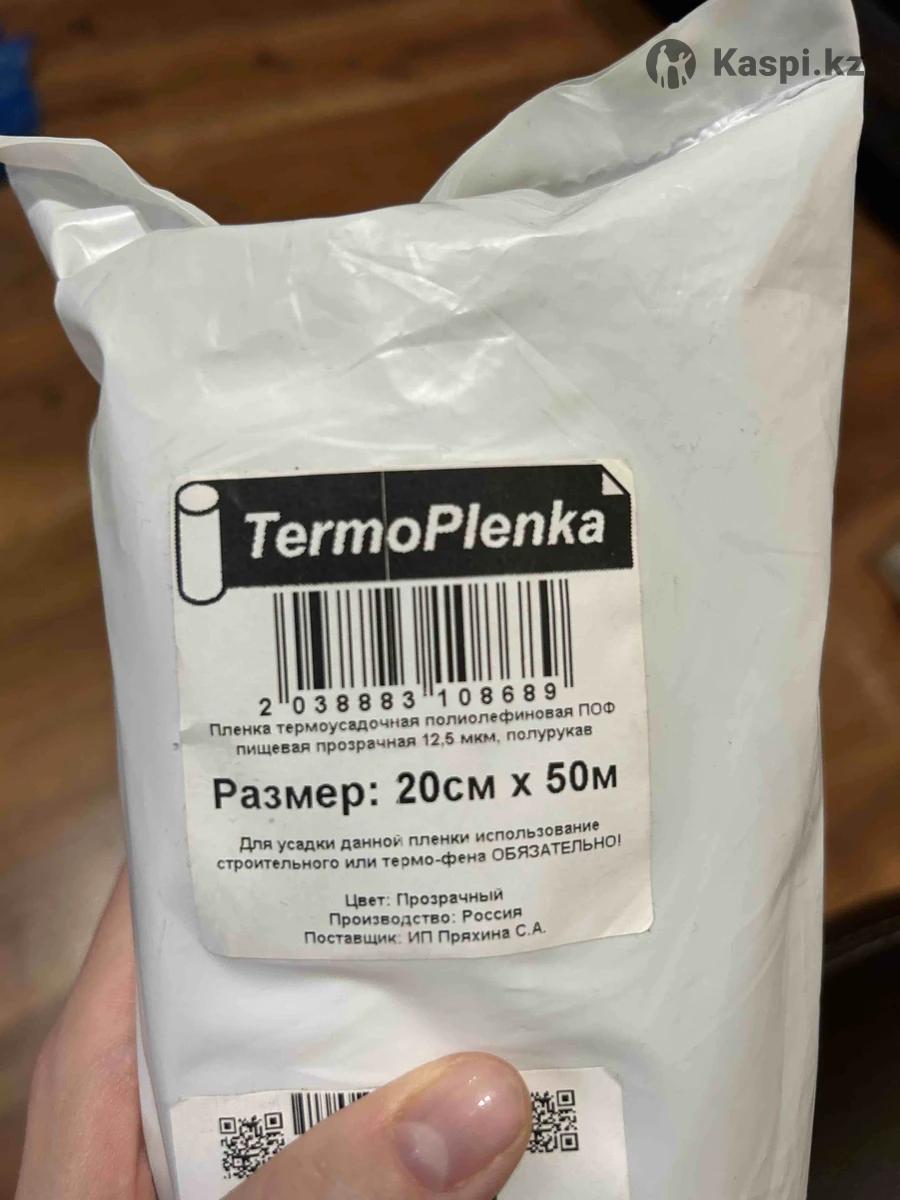 Kaspi.kz
TermoPlenka
2 038883 108689
Пленка термоусадочная полиолефиновая ПОФ
пищевая прозрачная 12,5 мкм, полурукав
Размер: 20см х 50м
Для усадки данной пленки использование
строительного или термо-фена ОБЯЗАТЕЛЬНО!
Цвет: Прозрачный
Производство: Россия
Поставщик: ИП Пряхина С.А.